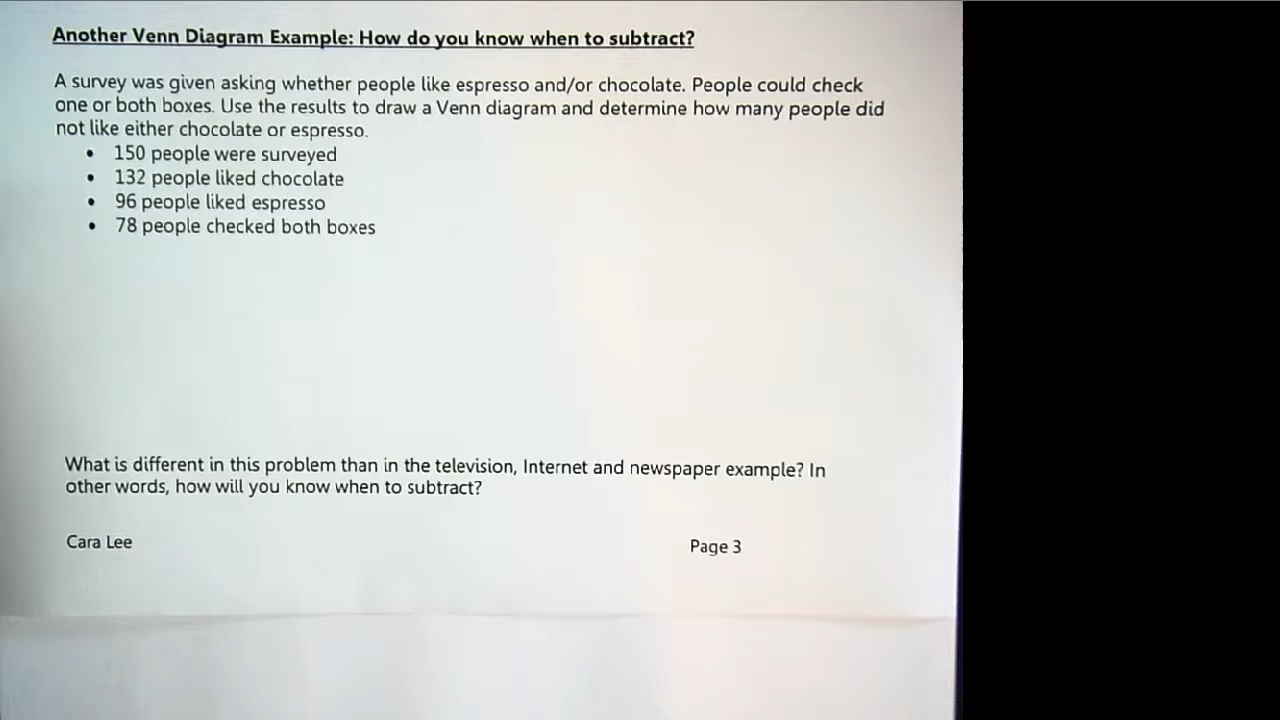 Another Venn Diagram Example: How do you know when to subtract?
A survey was given asking whether people like espresso and/or chocolate. People could check
one or both boxes. Use the results to draw a Venn diagram and determine how many people did
not like either chocolate or espresso.
• 150 people were surveyed
• 132 people liked chocolate
• 96 people liked espresso
• 78 people checked both boxes
What is different in this problem than in the television, Internet and newspaper example? In
other words, how will you know when to subtract?
Cara Lee
Page 3